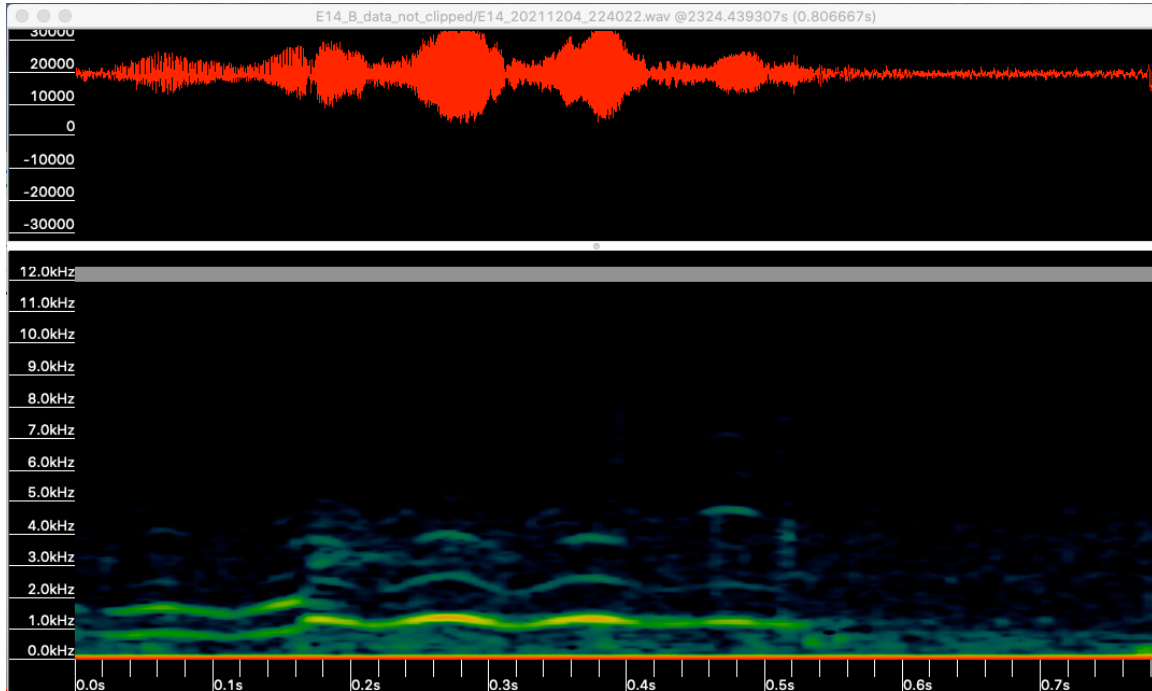 E14_B_data_not_clipped/E14_20211204_224022.wav @2324.439307s (0.806667s)
30000
20000
10000
0
-10000
-20000
-30000
12.0kHz
11.0kHz
10.0kHz
9.0kHz
8.0kHz
7.0kHz
6.0kHz
5.0kHz
4.0kHz
3.0kHz
2.0kHz
1.0kHz
0.0kHz
0.0s 0.1s 0.2s 0.3s 0.4s 0.5s 0.6s 0.7s